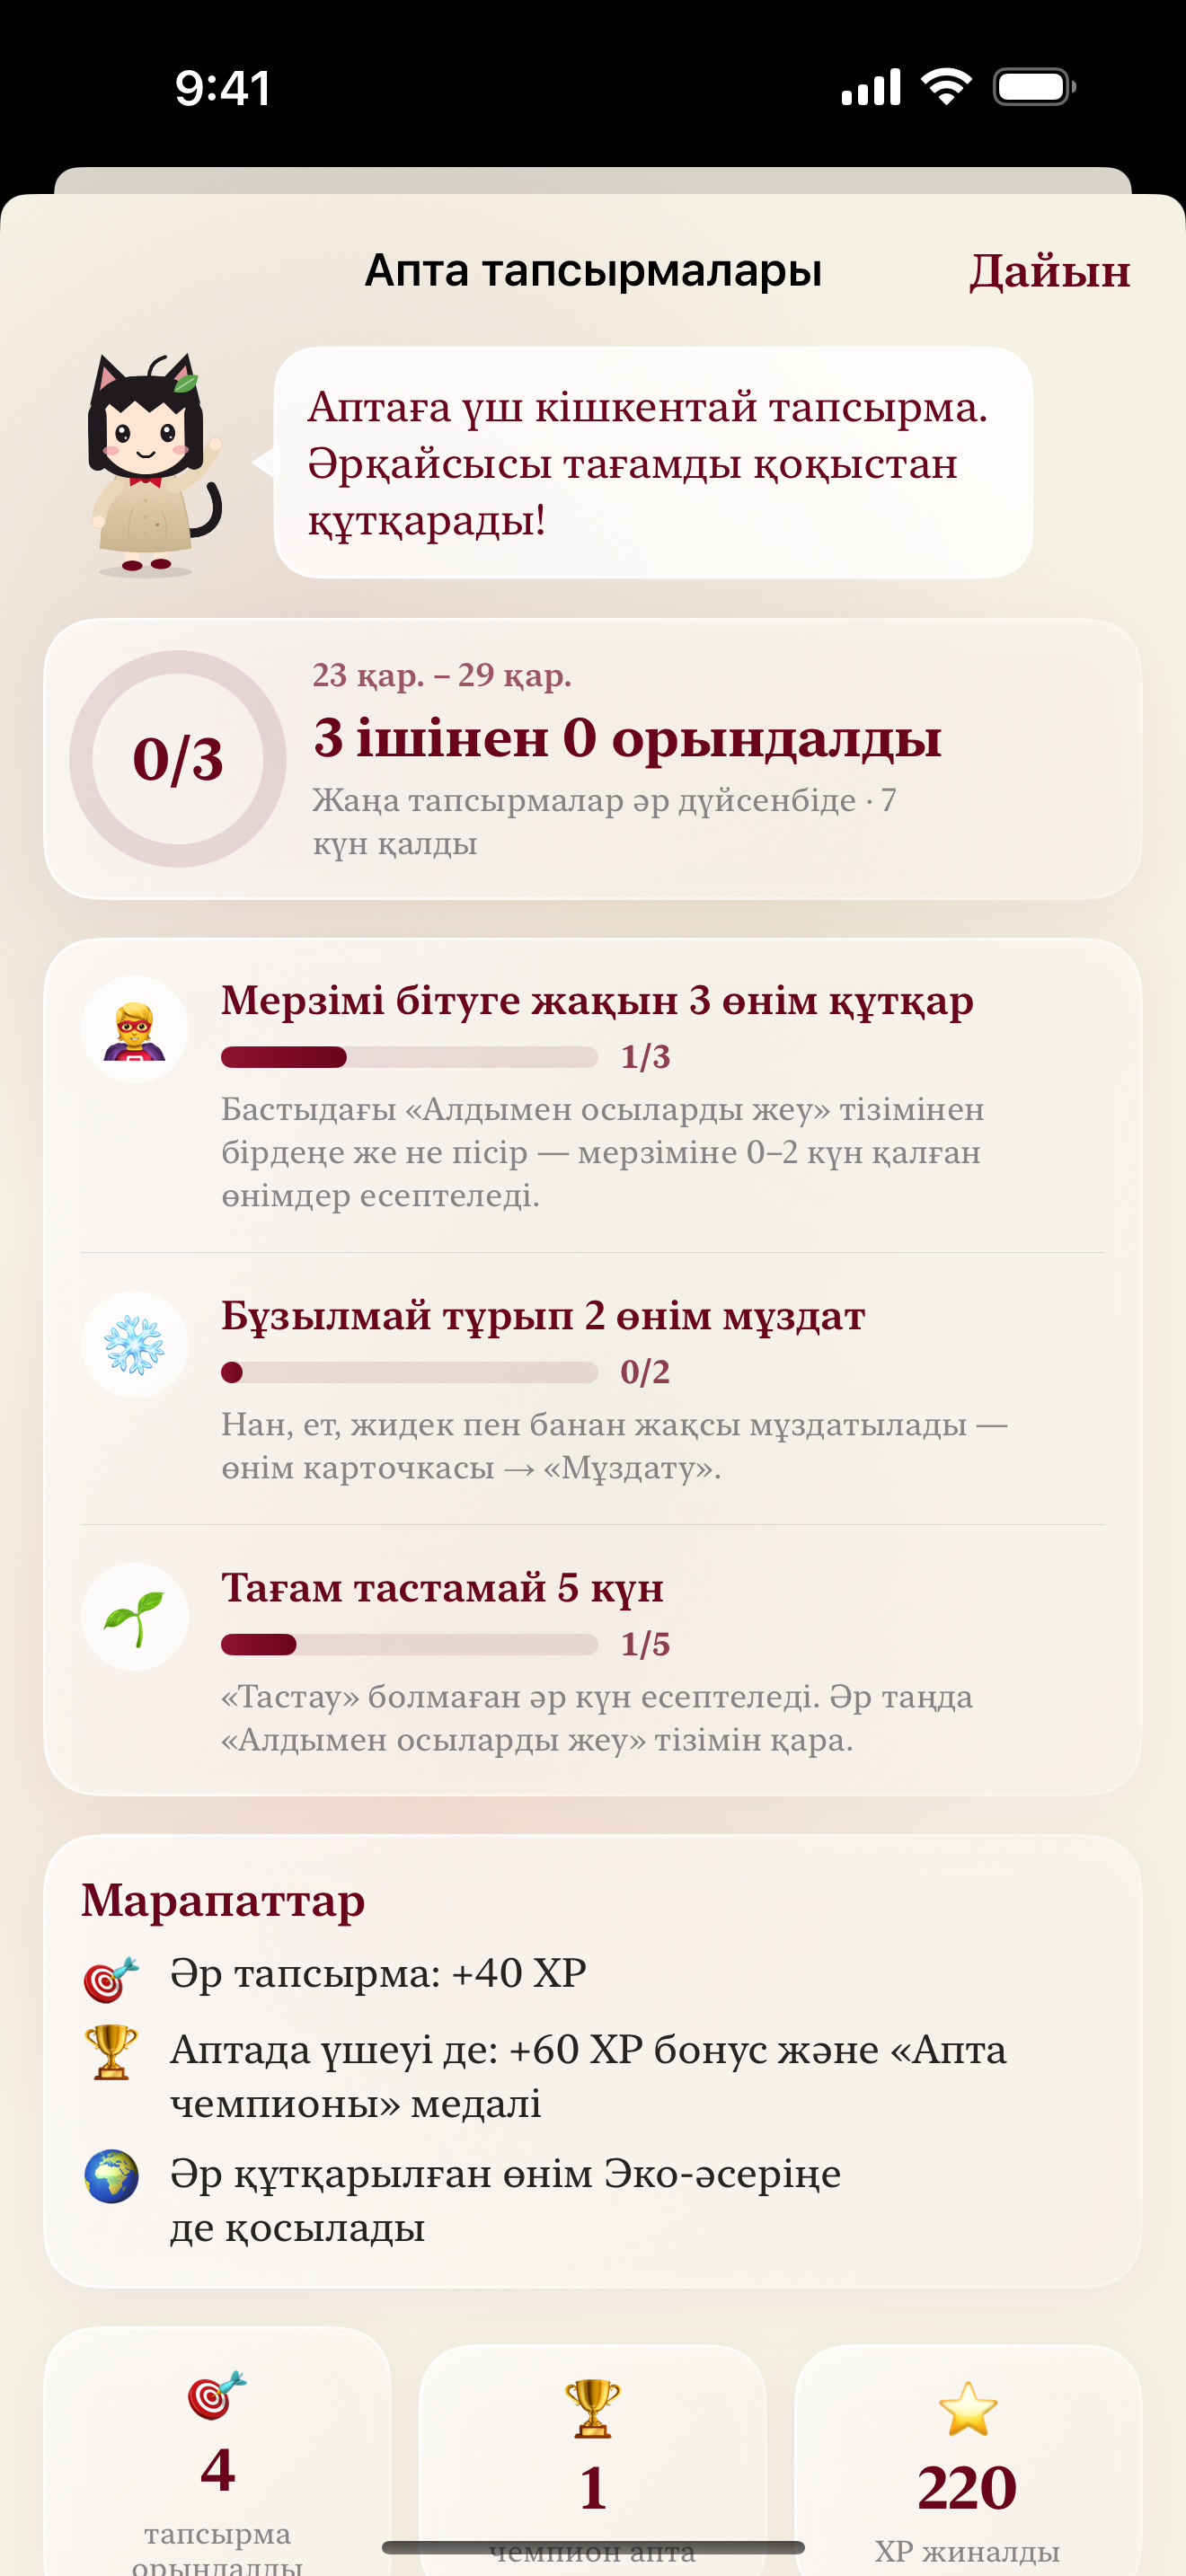 9:41
Апта тапсырмалары
Дайын
Аптаға үш кішкентай тапсырма.
Әрқайсысы тағамды қоқыстан
құтқарады!
0/3
23 қар. – 29 қар.
3 ішінен 0 орындалды
Жаңа тапсырмалар әр дүйсенбіде · 7
күн қалды
Мерзімі бітуге жақын 3 өнім құтқар
1/3
Бастыдағы «Алдымен осыларды жеу» тізімінен
бірдеңе же не пісір — мерзіміне 0–2 күн қалған
өнімдер есептеледі.
Бұзылмай тұрып 2 өнім мұздат
0/2
Нан, ет, жидек пен банан жақсы мұздатылады —
өнім карточкасы → «Мұздату».
Тағам тастамай 5 күн
1/5
«Тастау» болмаған әр күн есептеледі. Әр таңда
«Алдымен осыларды жеу» тізімін қара.
Марапаттар
Әр тапсырма: +40 XP
Аптада үшеуі де: +60 XP бонус және «Апта
чемпионы» медалі
Әр құтқарылған өнім Эко-әсеріңе
де қосылады
4
тапсырма
орындалды
1
чемпион апта
220
XP жиналды